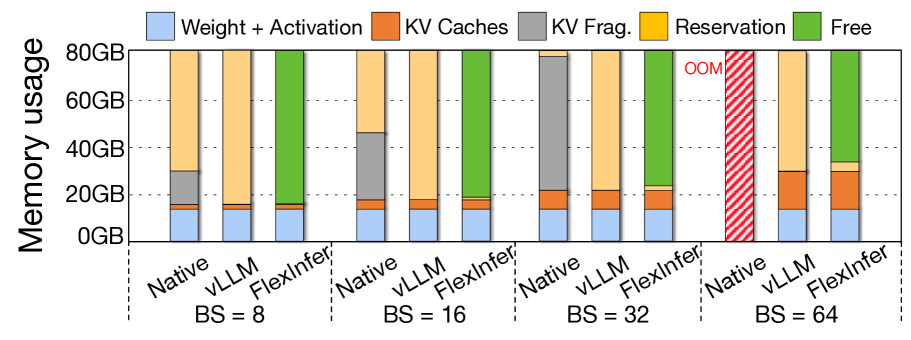 Weight + Activation KV Caches KV Frag. Reservation Free
Memory usage
80GB
60GB
40GB
20GB
0GB
OOM
Native vLLM FlexInfer Native vLLM FlexInfer Native vLLM FlexInfer Native vLLM FlexInfer
BS = 8 BS = 16 BS = 32 BS = 64